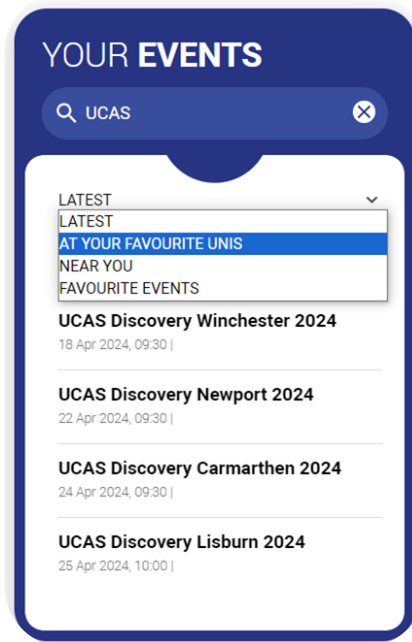 YOUR EVENTS
UCAS
LATEST
LATEST
AT YOUR FAVOURITE UNIS
NEAR YOU
FAVOURITE EVENTS
UCAS Discovery Winchester 2024
18 Apr 2024, 09:30 |
UCAS Discovery Newport 2024
22 Apr 2024, 09:30 |
UCAS Discovery Carmarthen 2024
24 Apr 2024, 09:30 |
UCAS Discovery Lisburn 2024
25 Apr 2024, 10:00 |